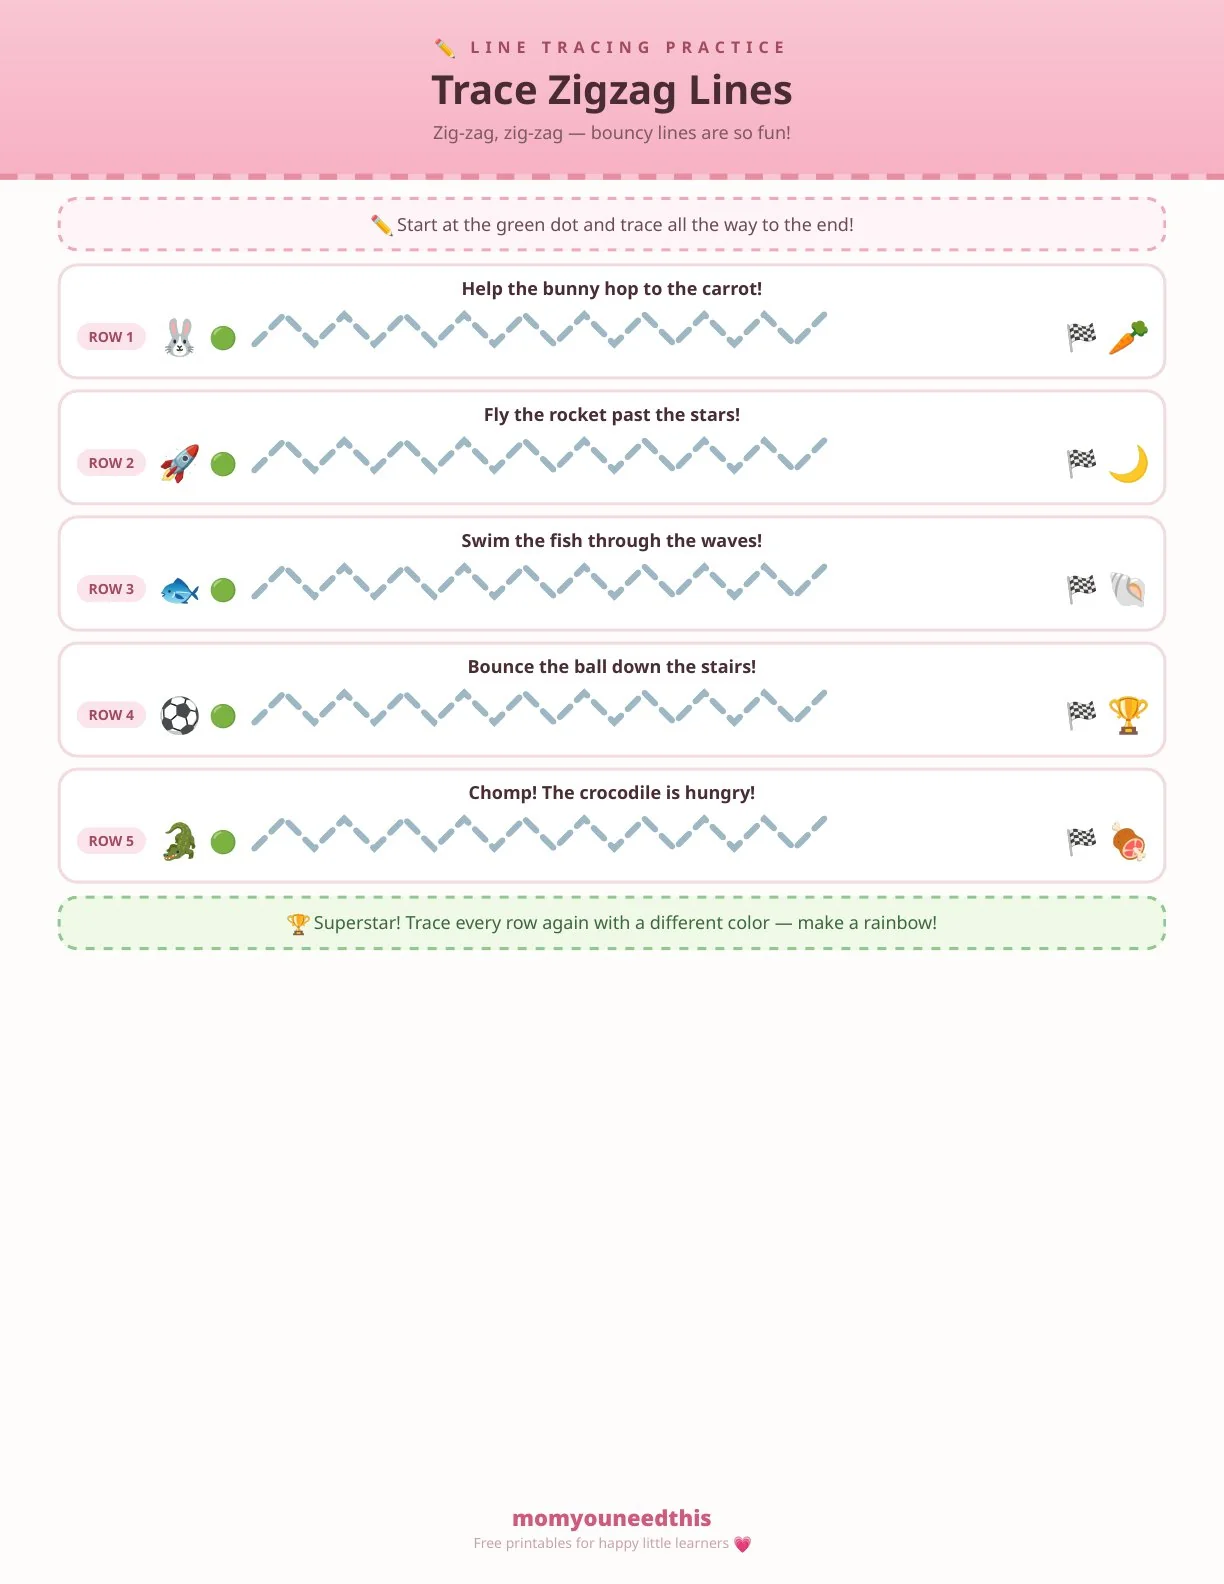 LINE TRACING PRACTICE
Trace Zigzag Lines
Zig-zag, zig-zag — bouncy lines are so fun!
Start at the green dot and trace all the way to the end!
Help the bunny hop to the carrot!
ROW 1
Fly the rocket past the stars!
ROW 2
Swim the fish through the waves!
ROW 3
Bounce the ball down the stairs!
ROW 4
Chomp! The crocodile is hungry!
ROW 5
Superstar! Trace every row again with a different color — make a rainbow!
momyouneedthis
Free printables for happy little learners